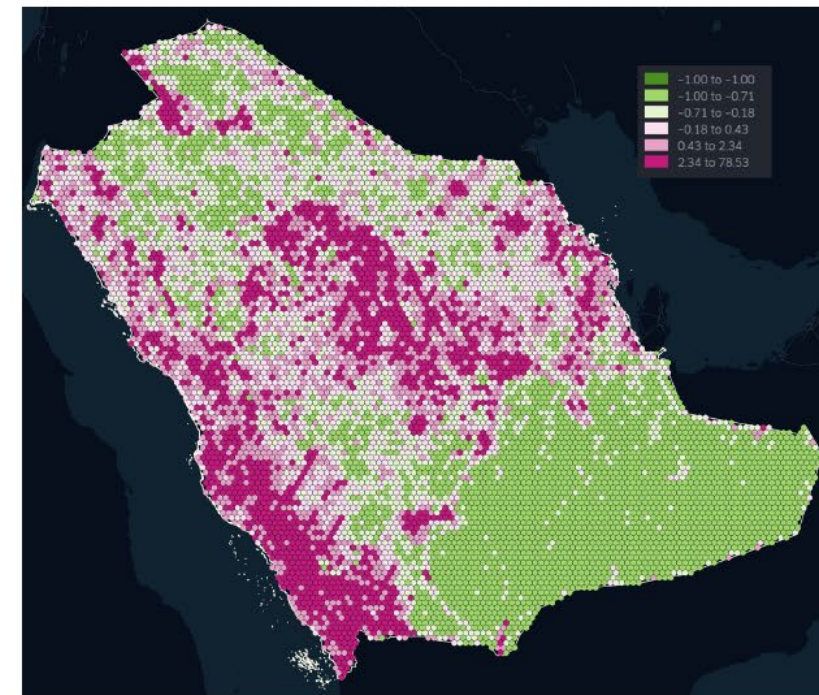 –1.00 to –1.00
–1.00 to –0.71
–0.71 to –0.18
–0.18 to 0.43
0.43 to 2.34
2.34 to 78.53